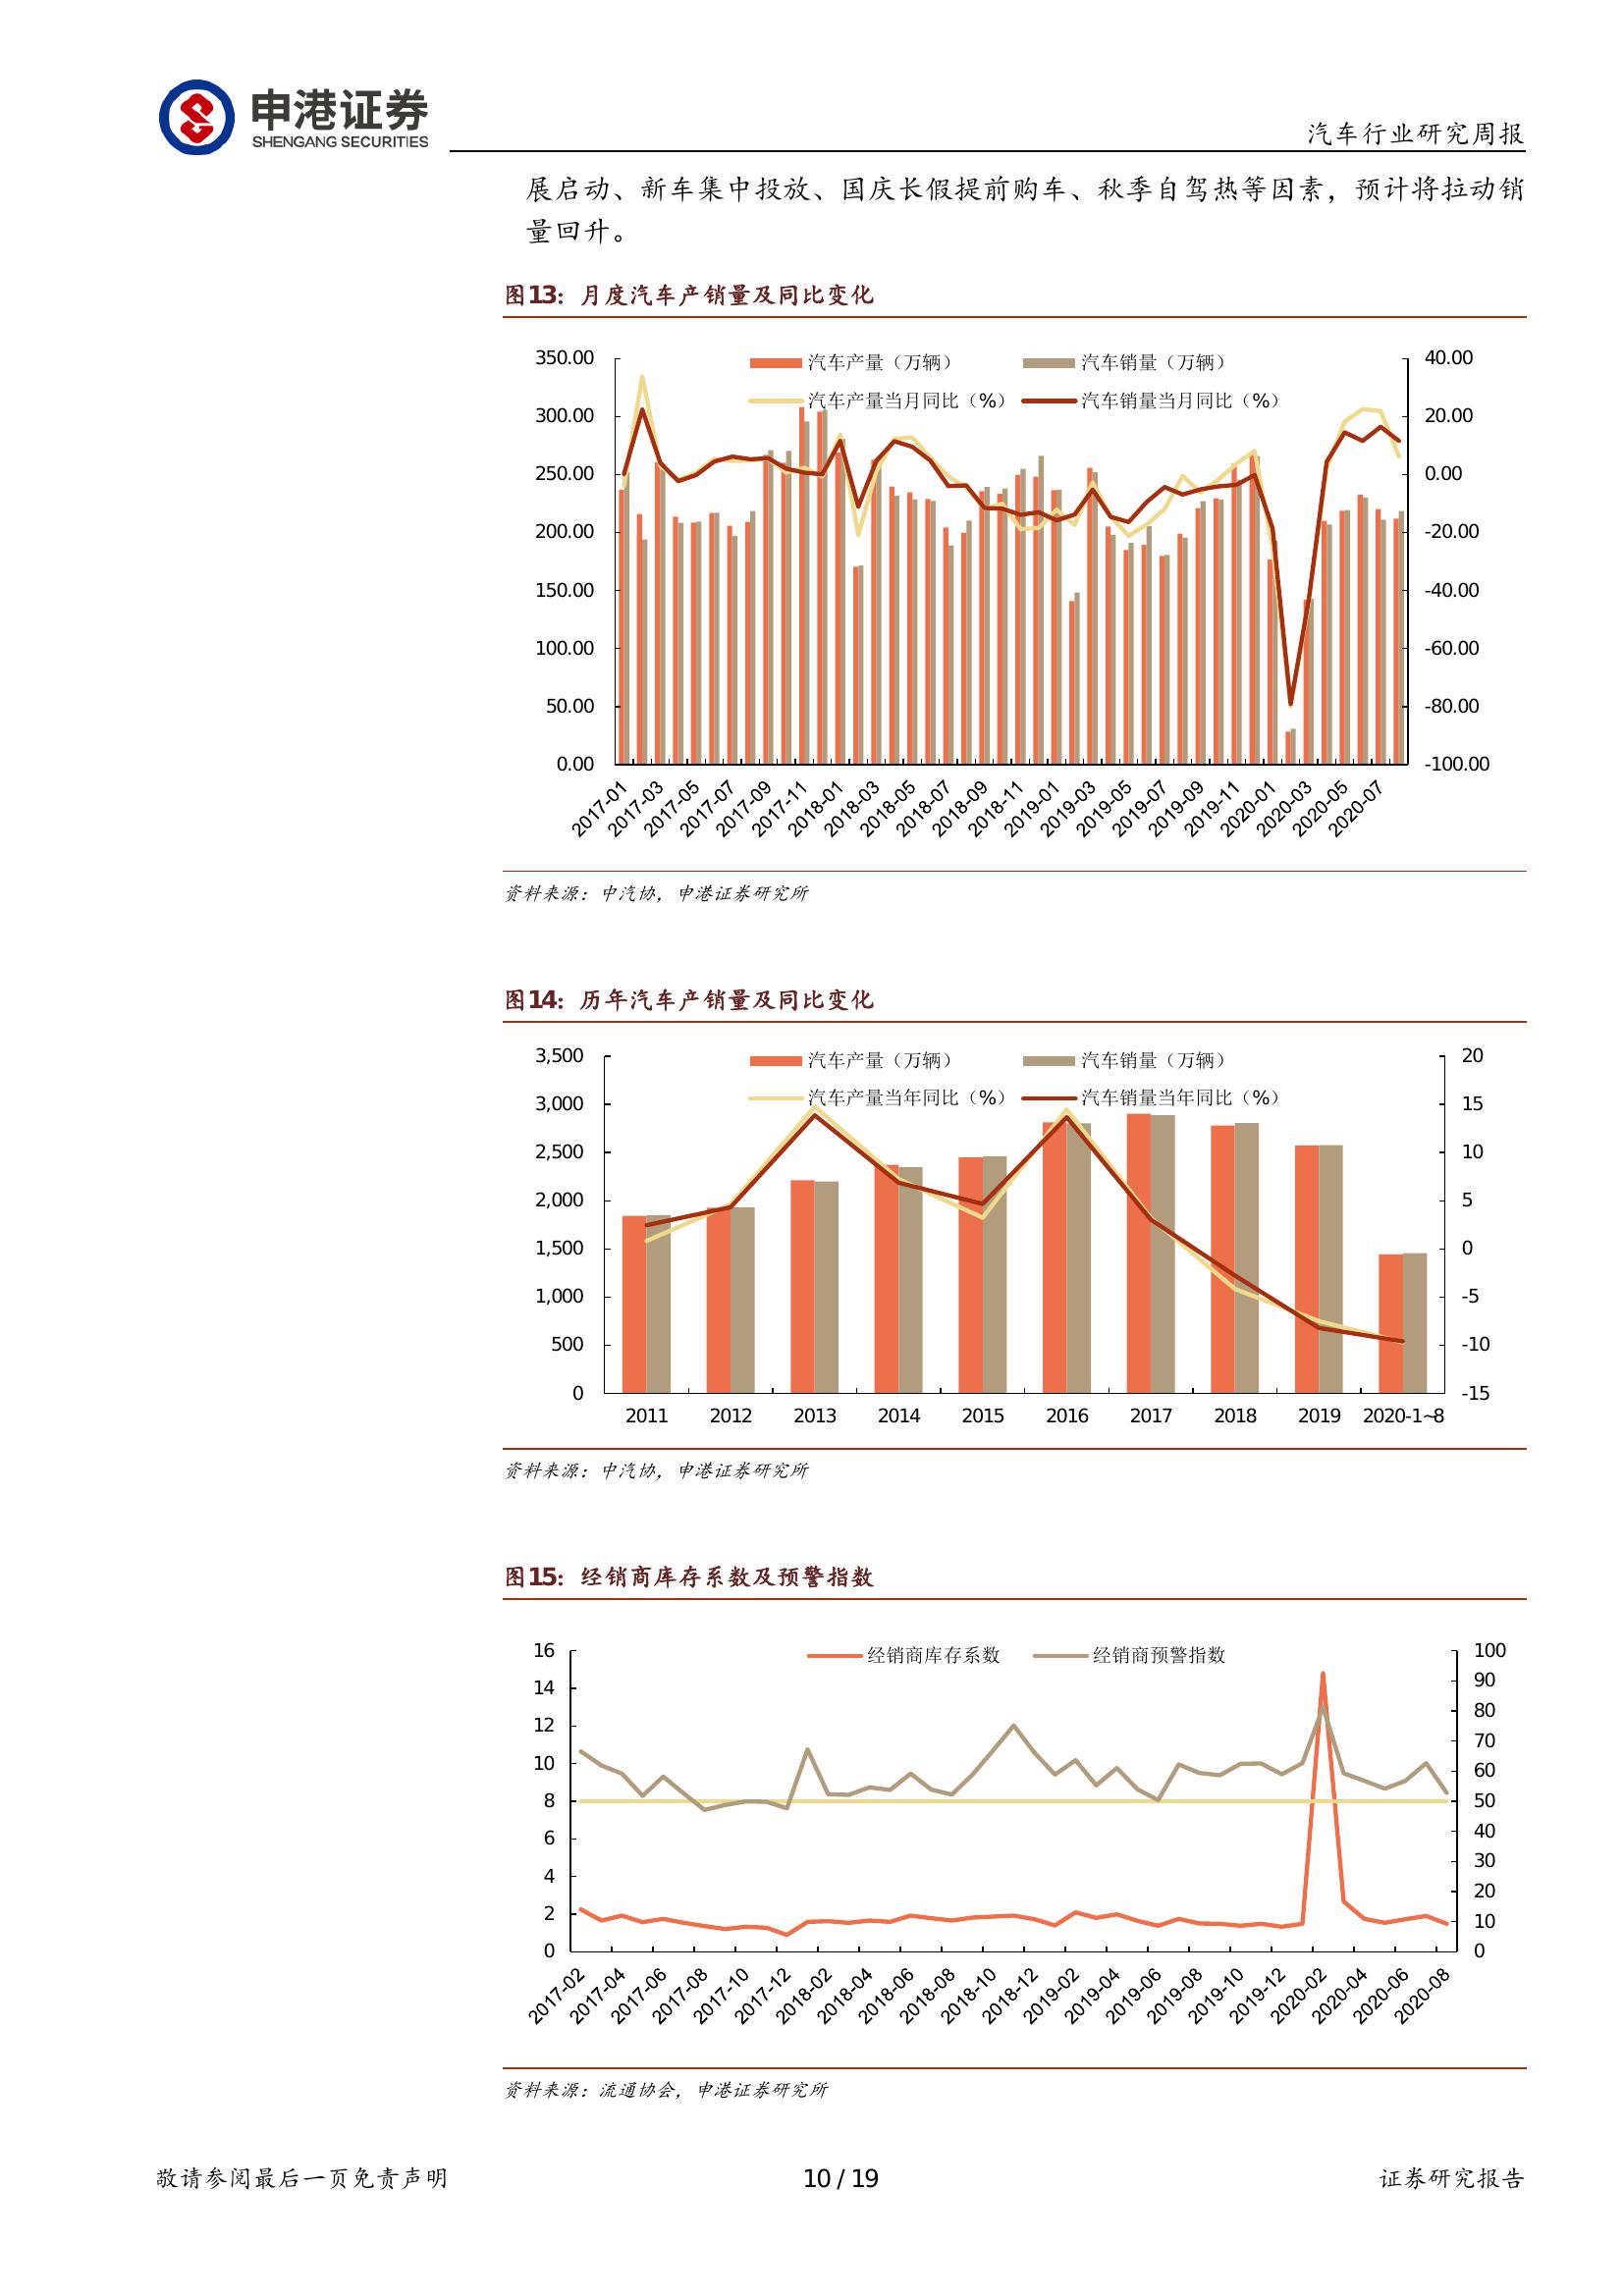 申港证券
SHENGANG SECURITIES
汽车行业研究周报
展启动、新车集中投放、国庆长假提前购车、秋季自驾热等因素，预计将拉动销
量回升。
图13：月度汽车产销量及同比变化
汽车产量（万辆） 汽车销量（万辆）
汽车产量当月同比（%） 汽车销量当月同比（%）
350.00 40.00
300.00 20.00
250.00 0.00
200.00 -20.00
150.00 -40.00
100.00 -60.00
50.00 -80.00
0.00 -100.00
2017-01 2017-03 2017-05 2017-07 2017-09 2017-11 2018-01 2018-03 2018-05 2018-07 2018-09 2018-11 2019-01 2019-03 2019-05 2019-07 2019-09 2019-11 2020-01 2020-03 2020-05 2020-07
资料来源：中汽协，申港证券研究所
图14：历年汽车产销量及同比变化
汽车产量（万辆） 汽车销量（万辆）
汽车产量当年同比（%） 汽车销量当年同比（%）
3,500 20
3,000 15
2,500 10
2,000 5
1,500 0
1,000 -5
500 -10
0 -15
2011 2012 2013 2014 2015 2016 2017 2018 2019 2020-1~8
资料来源：中汽协，申港证券研究所
图15：经销商库存系数及预警指数
经销商库存系数 经销商预警指数
16 100
14 90
12 80
10 70
8 60
6 50
4 40
2 30
0 20
10
0
2017-02 2017-04 2017-06 2017-08 2017-10 2017-12 2018-02 2018-04 2018-06 2018-08 2018-10 2018-12 2019-02 2019-04 2019-06 2019-08 2019-10 2019-12 2020-02 2020-04 2020-06 2020-08
资料来源：流通协会，申港证券研究所
敬请参阅最后一页免责声明 10 / 19 证券研究报告